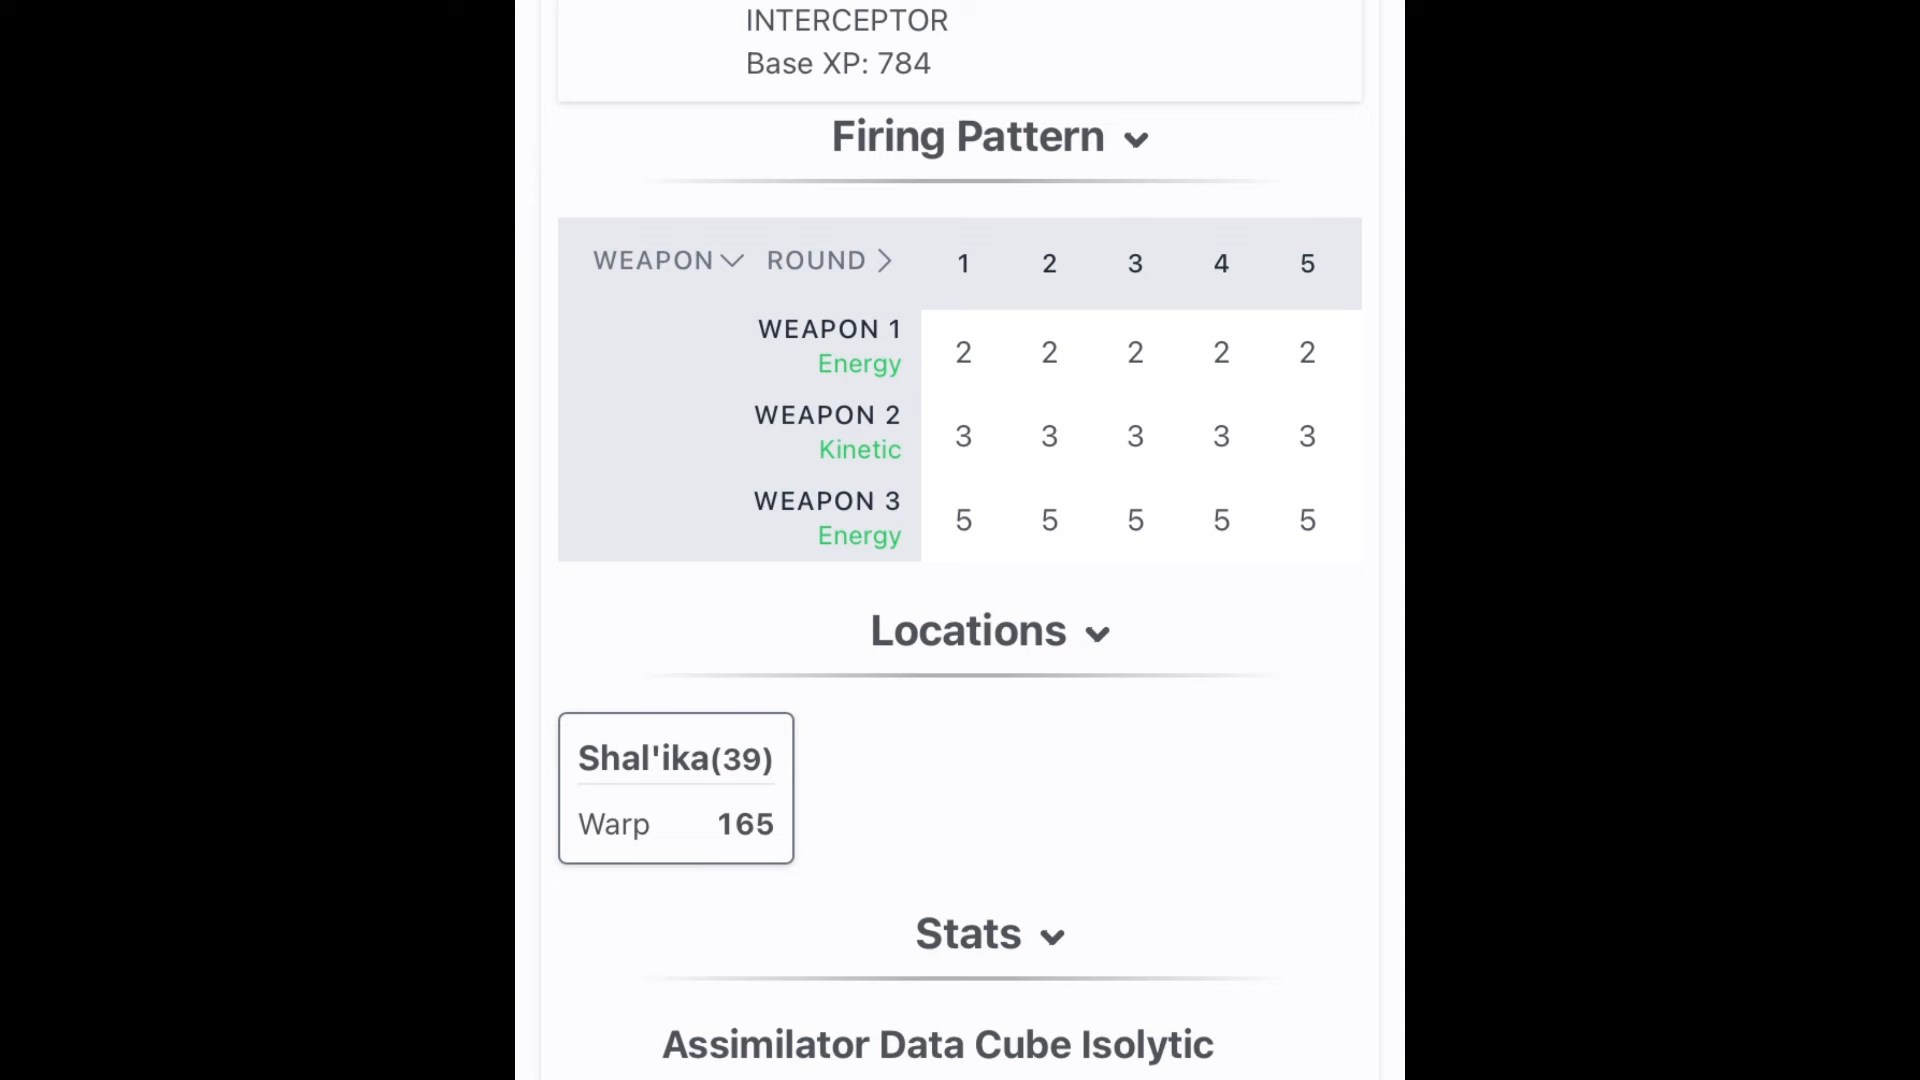 INTERCEPTOR
Base XP: 784
Firing Pattern
WEAPON ROUND 1 2 3 4 5
WEAPON 1
Energy
2 2 2 2 2
WEAPON 2
Kinetic
3 3 3 3 3
WEAPON 3
Energy
5 5 5 5 5
Locations
Shal'ika(39)
Warp 165
Stats
Assimilator Data Cube Isolytic